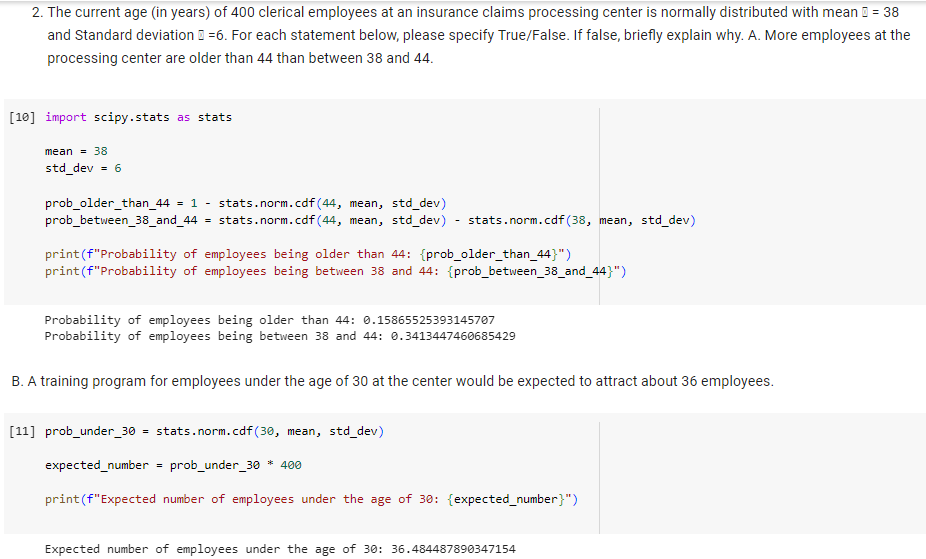 2. The current age (in years) of 400 clerical employees at an insurance claims processing center is normally distributed with mean  = 38
and Standard deviation  =6. For each statement below, please specify True/False. If false, briefly explain why. A. More employees at the
processing center are older than 44 than between 38 and 44.
[10] import scipy.stats as stats
mean = 38
std_dev = 6
prob_older_than_44 = 1 - stats.norm.cdf(44, mean, std_dev)
prob_between_38_and_44 = stats.norm.cdf(44, mean, std_dev) - stats.norm.cdf(38, mean, std_dev)
print(f"Probability of employees being older than 44: {prob_older_than_44}")
print(f"Probability of employees being between 38 and 44: {prob_between_38_and_44}")
Probability of employees being older than 44: 0.15865525393145707
Probability of employees being between 38 and 44: 0.3413447460685429
B. A training program for employees under the age of 30 at the center would be expected to attract about 36 employees.
[11] prob_under_30 = stats.norm.cdf(30, mean, std_dev)
expected_number = prob_under_30 * 400
print(f"Expected number of employees under the age of 30: {expected_number}")
Expected number of employees under the age of 30: 36.484487890347154